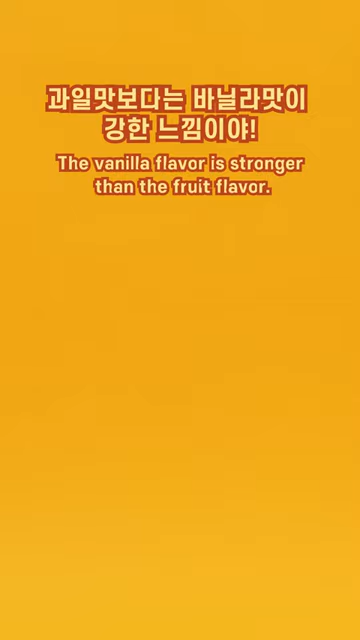 과일맛보다는 바닐라맛이
강한 느낌이야!
The vanilla flavor is stronger
than the fruit flavor.